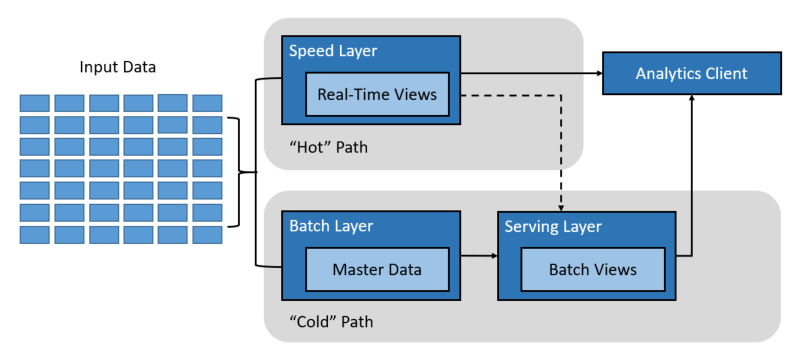 Input Data
Speed Layer
Real-Time Views
“Hot” Path
Analytics Client
Batch Layer
Master Data
Serving Layer
Batch Views
“Cold” Path